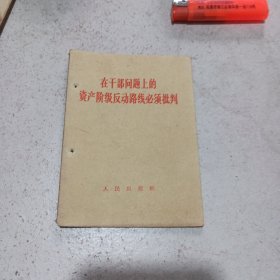 在干部问题上的
资产阶级反动路线必须批判
人民出版社